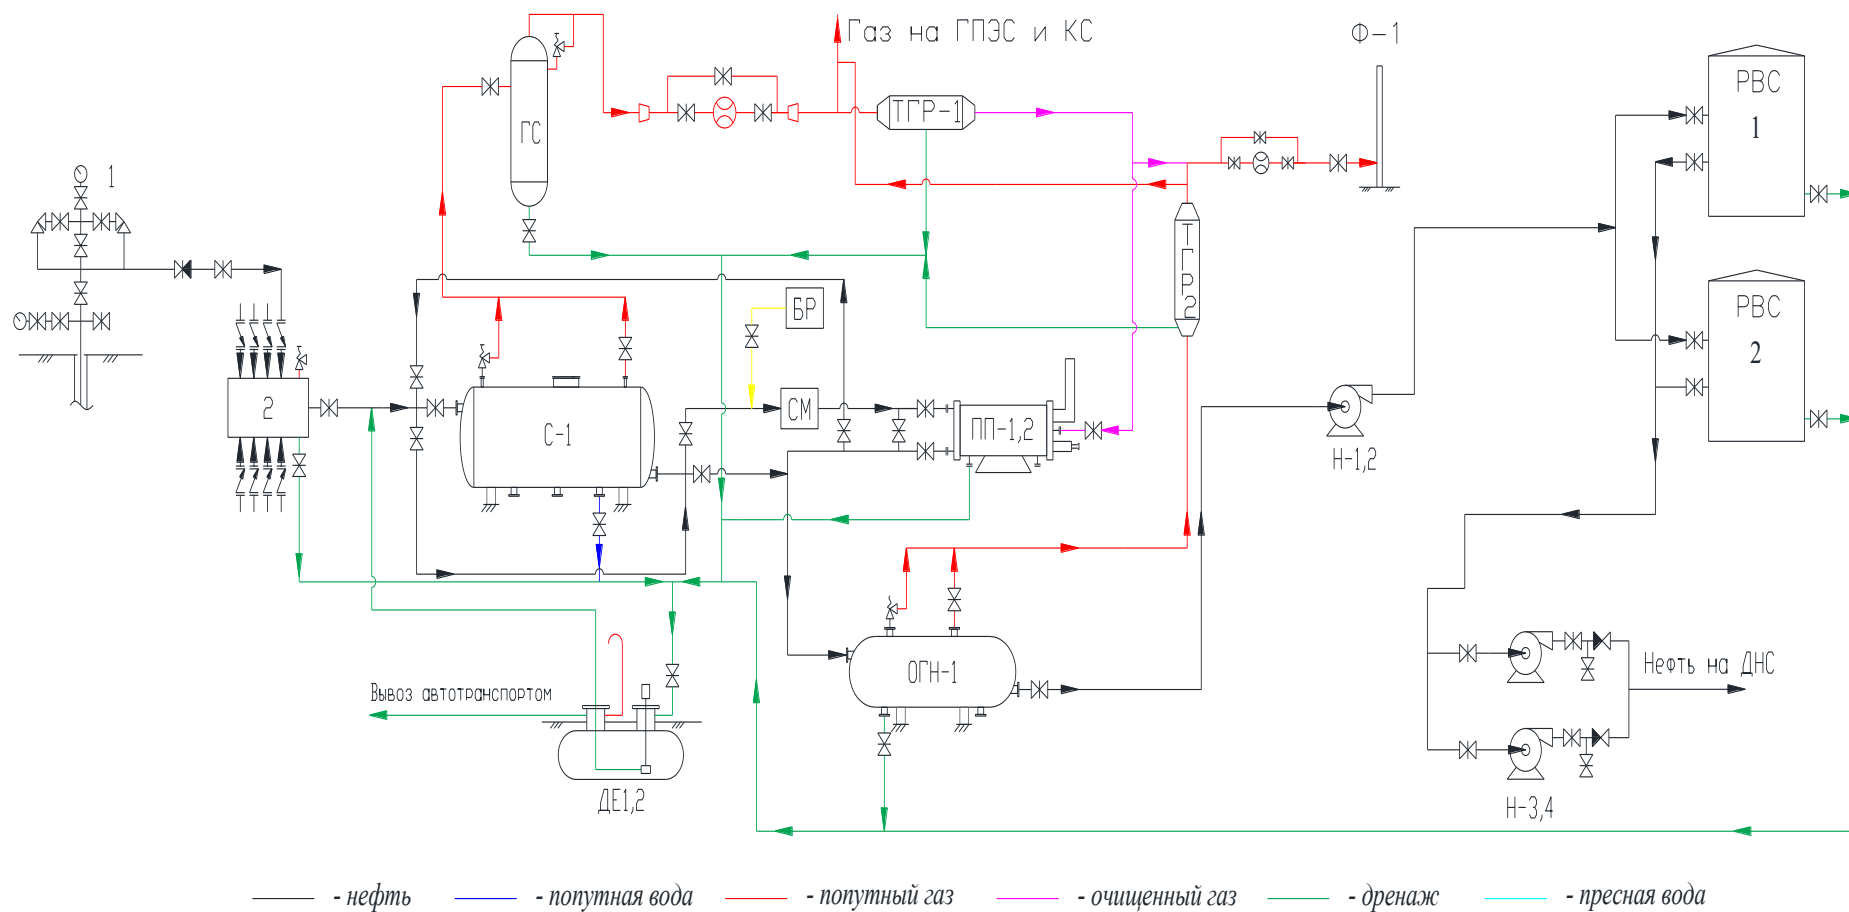 Газ на ГПЭС и КС
Ф-1
РВС
1
ГС
ТГР-1
1
ТГР2
БР
РВС
2
2
С-1
СМ
ПП-1,2
Н-1,2
ОГН-1
Нефть на ДНС
Вывоз автотранспортом
ДЕ1,2
Н-3,4
- нефть
- попутная вода
- попутный газ
- очищенный газ
- дренаж
- пресная вода